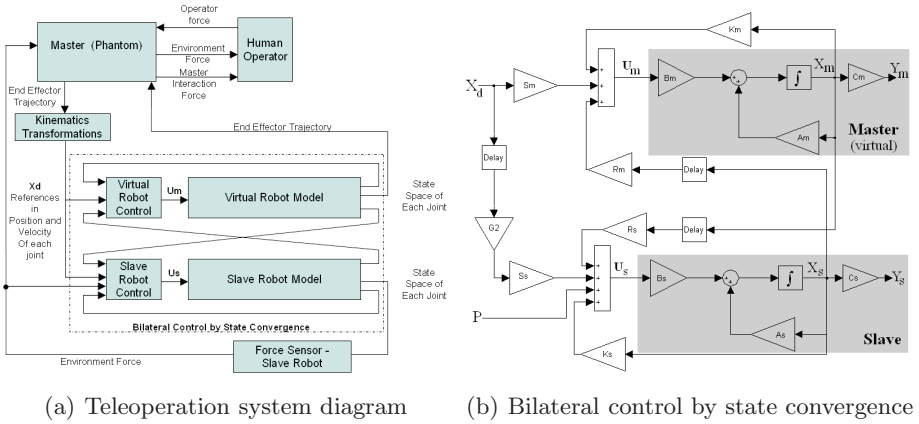 Operator
force
Master (Phantom)
Environment
Force
Master
Interaction
Force
Human
Operator
End Effector
Trajectory
Kinematics
Transformations
End Effector Trajectory
Xd
References
in
Position and
Velocity
Of each
joint
Virtual
Robot
Control
Um
Virtual Robot Model
State
Space of
Each Joint
Slave
Robot
Control
Us
Slave Robot Model
State
Space of
Each Joint
Bilateral Control by State Convergence
Environment Force
Force Sensor -
Slave Robot
(a) Teleoperation system diagram
Km
Xd
Sm
+
+
+
Um
Bm
+
+
∫
Xm
Cm
Ym
Am
Master
(virtual)
Delay
Rm
Delay
G2
Rs
Delay
Ss
+
+
+
+
Us
Bs
+
+
∫
Xs
Cs
Ys
P
As
Slave
Ks
(b) Bilateral control by state convergence